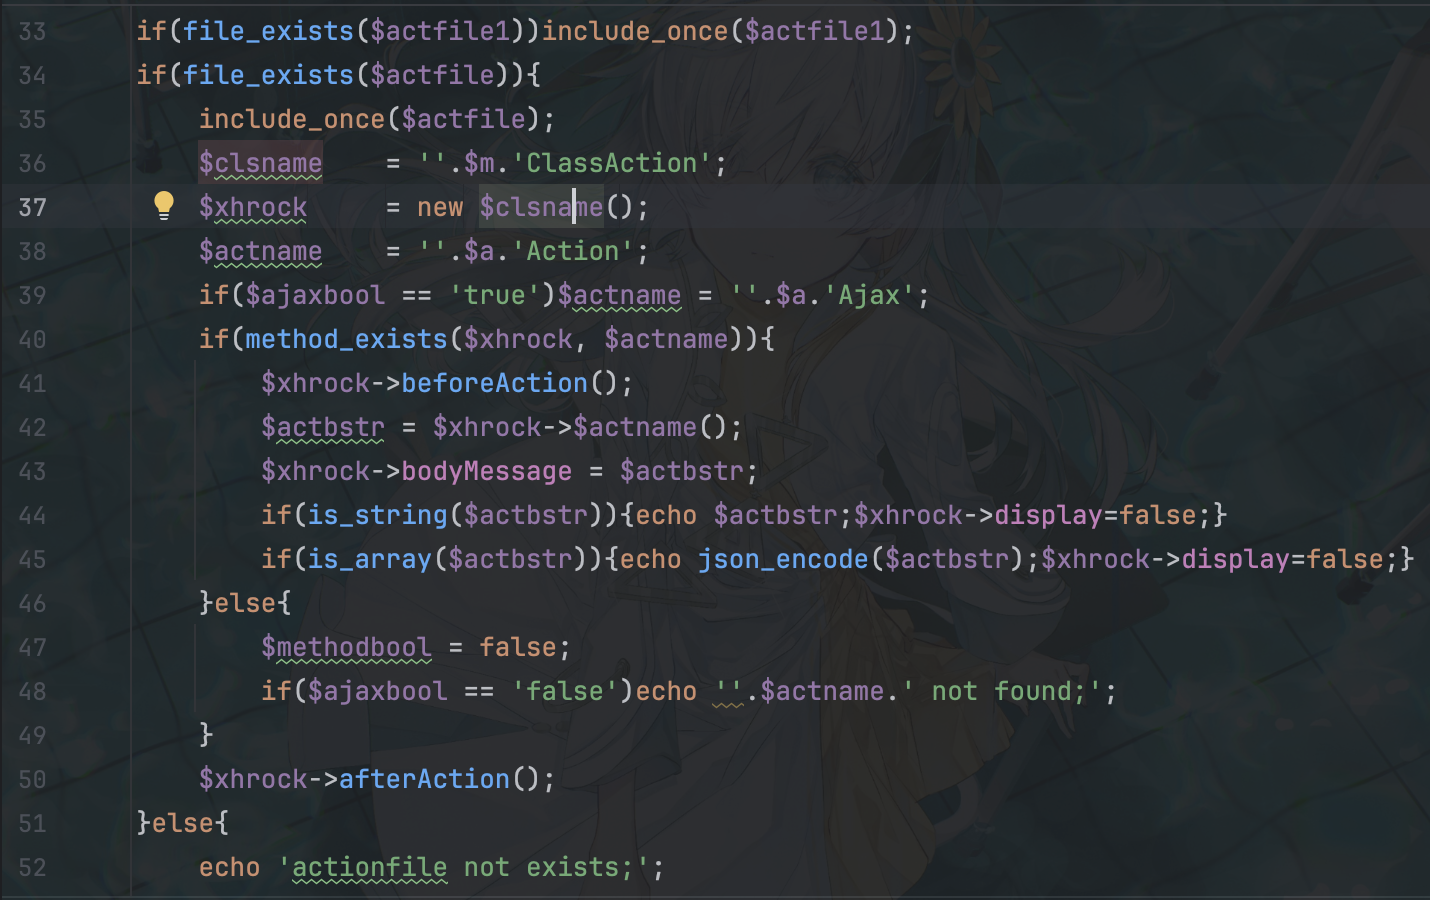 33 if(file_exists($actfile1))include_once($actfile1);
34 if(file_exists($actfile)){
35 include_once($actfile);
36 $clsname = ''.$m.'ClassAction';
37 $xhrock = new $clsname();
38 $actname = ''.$a.'Action';
39 if($ajaxbool == 'true')$actname = ''.$a.'Ajax';
40 if(method_exists($xhrock, $actname)){
41 $xhrock->beforeAction();
42 $actbstr = $xhrock->$actname();
43 $xhrock->bodyMessage = $actbstr;
44 if(is_string($actbstr)){echo $actbstr;$xhrock->display=false;}
45 if(is_array($actbstr)){echo json_encode($actbstr);$xhrock->display=false;}
46 }else{
47 $methodbool = false;
48 if($ajaxbool == 'false')echo ''.$actname.' not found;';
49 }
50 $xhrock->afterAction();
51 }else{
52 echo 'actionfile not exists;';